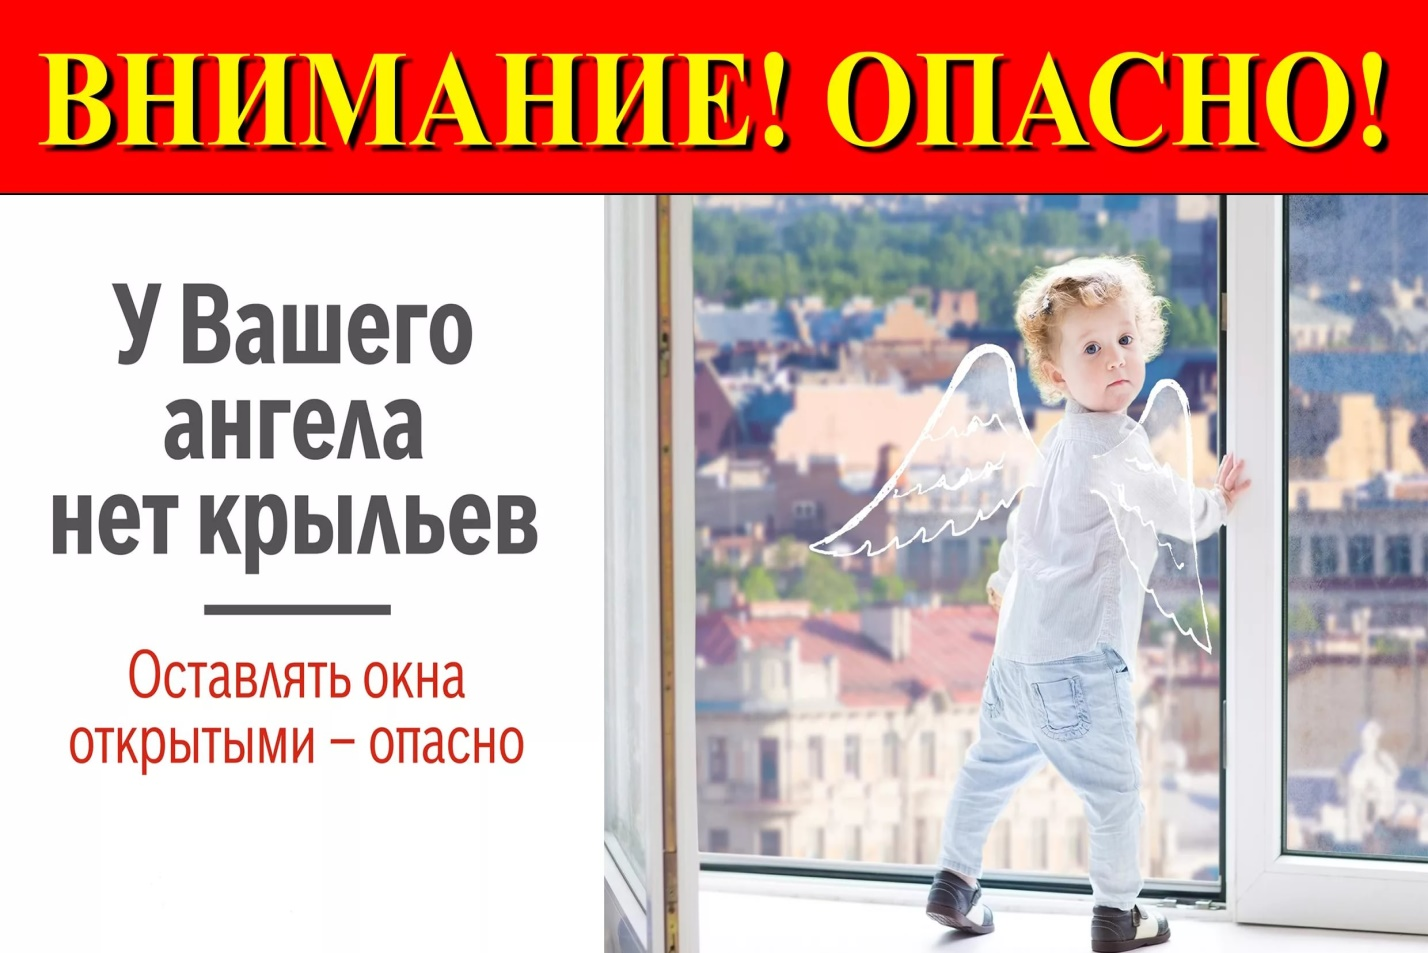 ВНИМАНИЕ! ОПАСНО!
У Вашего
ангела
нет крыльев
Оставлять окна
открытыми – опасно